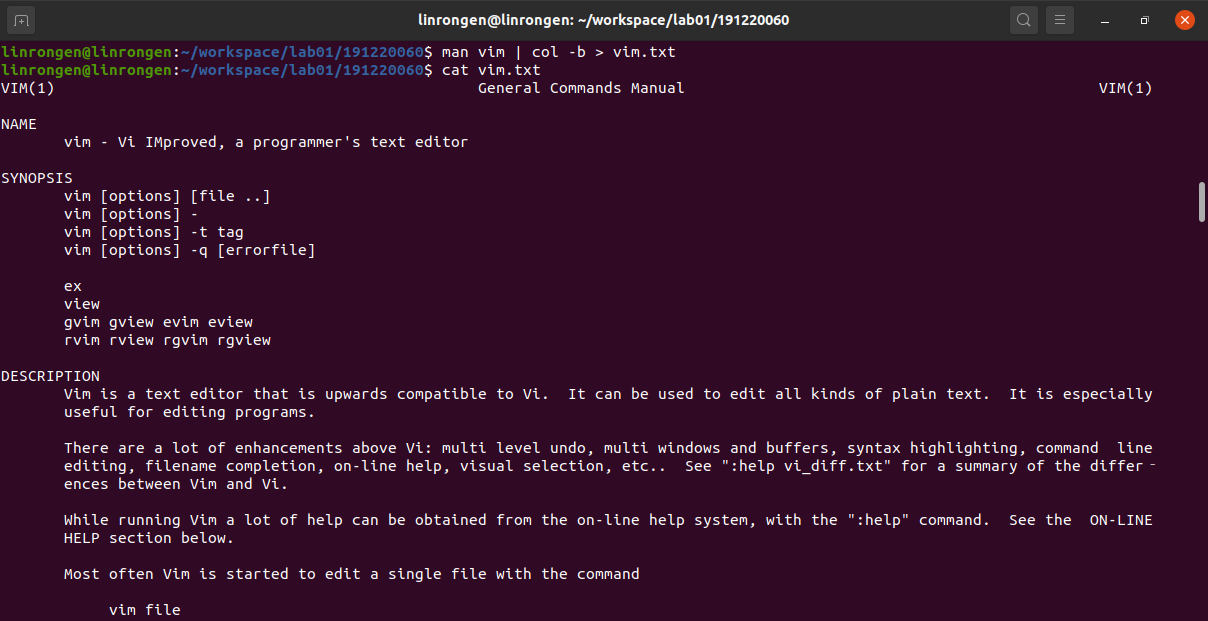 linrongen@linrongen: ~/workspace/lab01/191220060
linrongen@linrongen:~/workspace/lab01/191220060$ man vim | col -b > vim.txt
linrongen@linrongen:~/workspace/lab01/191220060$ cat vim.txt
VIM(1)                                               General Commands Manual                                              VIM(1)
NAME
       vim - Vi IMproved, a programmer's text editor
SYNOPSIS
       vim [options] [file ..]
       vim [options] -
       vim [options] -t tag
       vim [options] -q [errorfile]
       ex
       view
       gvim gview evim eview
       rvim rview rgvim rgview
DESCRIPTION
       Vim is a text editor that is upwards compatible to Vi.  It can be used to edit all kinds of plain text.  It is especially
       useful for editing programs.
       There are a lot of enhancements above Vi: multi level undo, multi windows and buffers, syntax highlighting, command  line
       editing, filename completion, on-line help, visual selection, etc..  See ":help vi_diff.txt" for a summary of the differ‐
       ences between Vim and Vi.
       While running Vim a lot of help can be obtained from the on-line help system, with the ":help" command.  See the  ON-LINE
       HELP section below.
       Most often Vim is started to edit a single file with the command
            vim file